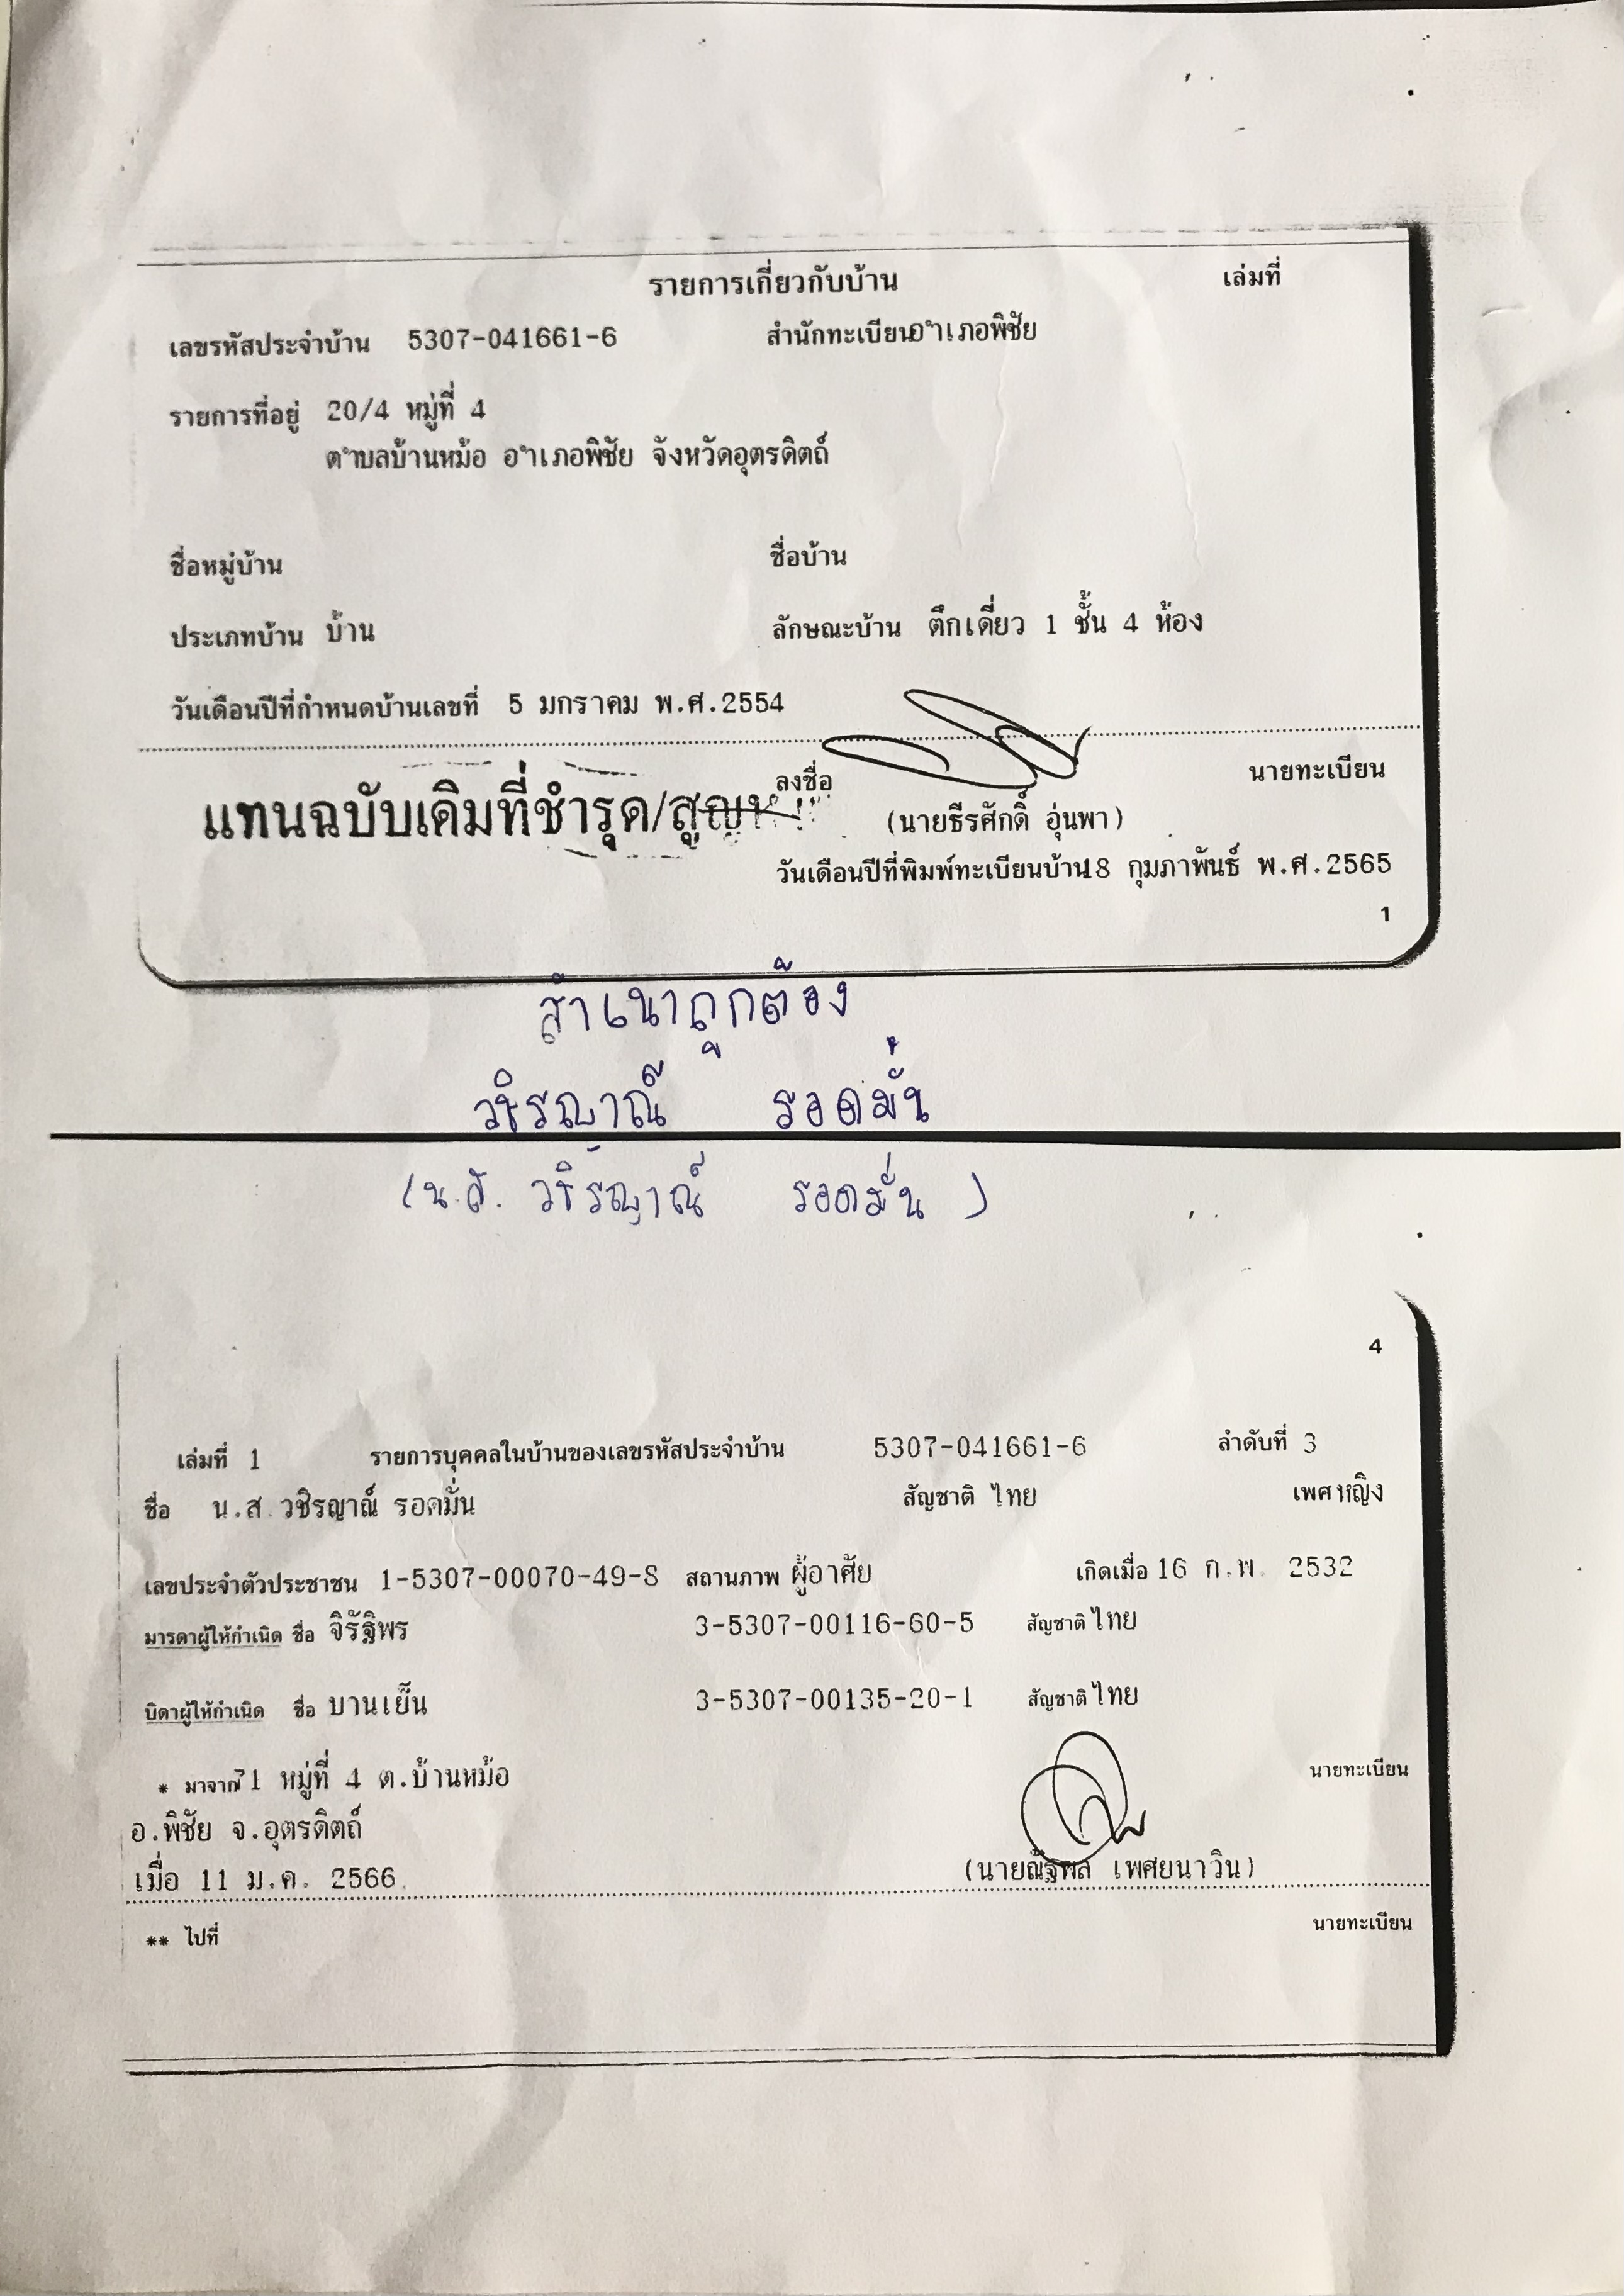 รายการเกี่ยวกับบ้าน เล่มที่
เลขรหัสประจำบ้าน 5307-041661-6 สำนักทะเบียนอำเภอพิชัย
รายการที่อยู่ 20/4 หมู่ที่ 4
ตำบลบ้านหม้อ อำเภอพิชัย จังหวัดอุตรดิตถ์
ชื่อหมู่บ้าน ชื่อบ้าน
ประเภทบ้าน บ้าน ลักษณะบ้าน ตึกเดี่ยว 1 ชั้น 4 ห้อง
วันเดือนปีที่กำหนดบ้านเลขที่ 5 มกราคม พ.ศ.2554
ลงชื่อ นายทะเบียน
แทนฉบับเดิมที่ชำรุด/
(นายธีรศักดิ์ อุ่นพา)
วันเดือนปีที่พิมพ์ทะเบียนบ้าน18 กุมภาพันธ์ พ.ศ.2565
1
สำเนาถูกต้อง
วชิรญาณ์ รอดมั่น
(น.ส. วชิรญาณ์ รอดมั่น)
4
เล่มที่ 1 รายการบุคคลในบ้านของเลขรหัสประจำบ้าน 5307-041661-6 ลำดับที่ 3
ชื่อ น.ส.วชิรญาณ์ รอดมั่น สัญชาติ ไทย เพศ หญิง
เลขประจำตัวประชาชน 1-5307-00070-49-8 สถานภาพ ผู้อาศัย เกิดเมื่อ 16 ก.พ. 2532
มารดาผู้ให้กำเนิด ชื่อ จิรัฐิพร 3-5307-00116-60-5 สัญชาติ ไทย
บิดาผู้ให้กำเนิด ชื่อ บานเย็น 3-5307-00135-20-1 สัญชาติ ไทย
* มาจาก 71 หมู่ที่ 4 ต.บ้านหม้อ นายทะเบียน
อ.พิชัย จ.อุตรดิตถ์
เมื่อ 11 ม.ค. 2566 (นายณัฐพล เพศยนาวิน)
** ไปที่ นายทะเบียน